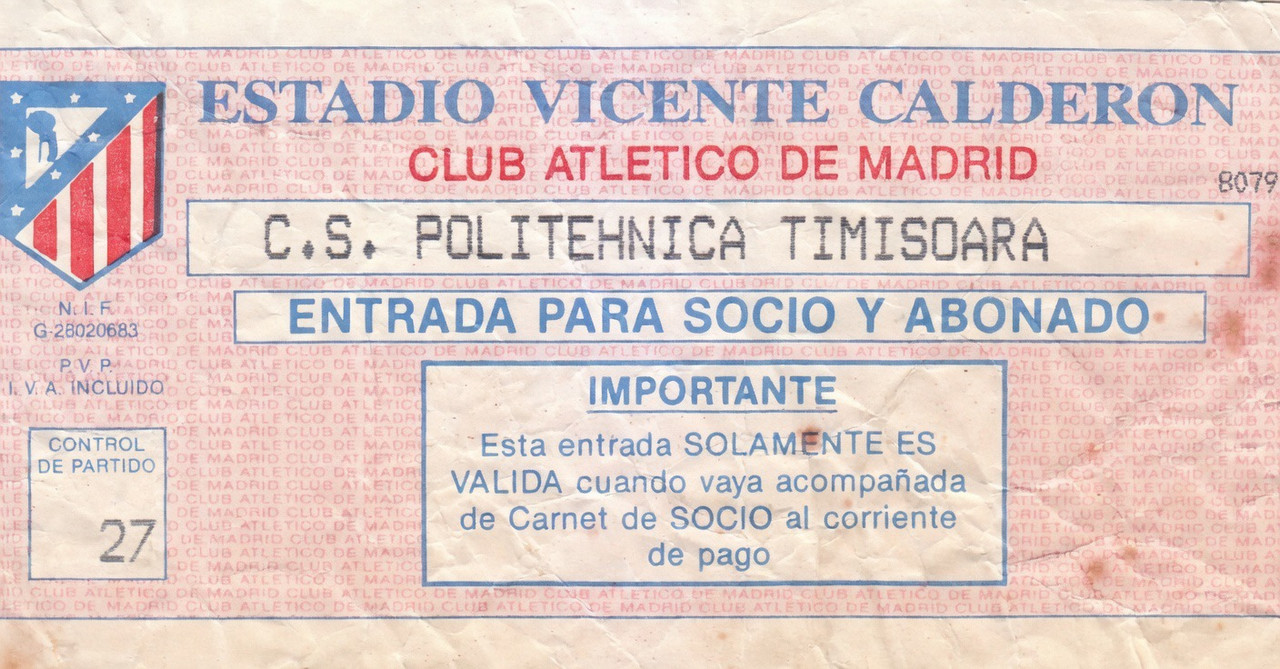 ESTADIO VICENTE CALDERON
CLUB ATLETICO DE MADRID
8079
C.S. POLITEHNICA TIMISOARA
N.I.F.
G-28020683
ENTRADA PARA SOCIO Y ABONADO
P.V.P.
I.V.A. INCLUIDO
IMPORTANTE
Esta entrada SOLAMENTE ES
VALIDA cuando vaya acompañada
de Carnet de SOCIO al corriente
de pago
CONTROL
DE PARTIDO
27